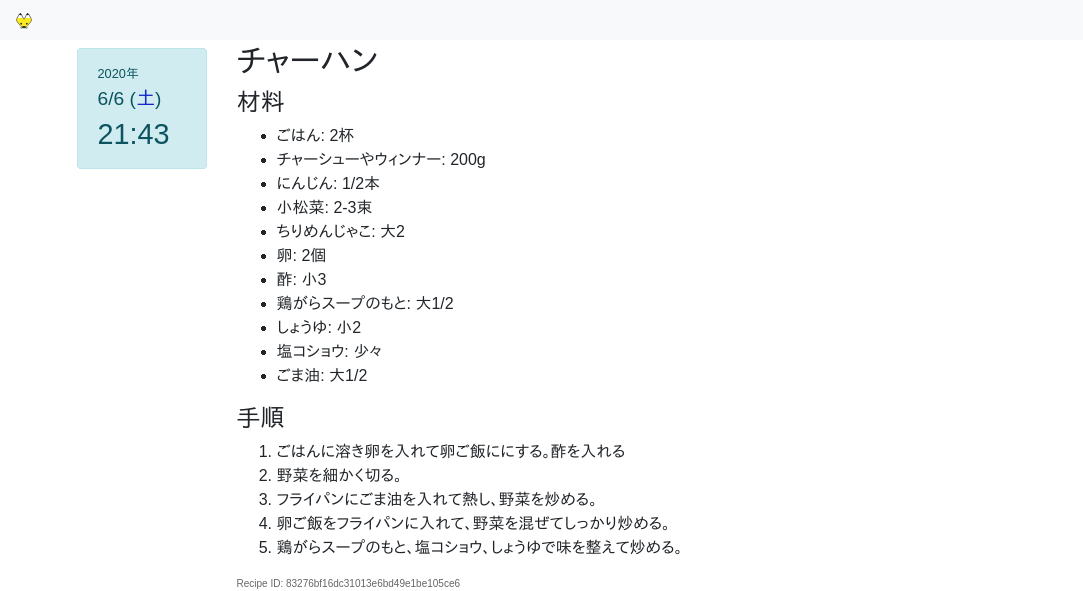 2020年
6/6 (土)
21:43
チャーハン
材料
ごはん: 2杯
チャーシューやウィンナー: 200g
にんじん: 1/2本
小松菜: 2-3束
ちりめんじゃこ: 大2
卵: 2個
酢: 小3
鶏がらスープのもと: 大1/2
しょうゆ: 小2
塩コショウ: 少々
ごま油: 大1/2
手順
1. ごはんに溶き卵を入れて卵ご飯ににする。酢を入れる
2. 野菜を細かく切る。
3. フライパンにごま油を入れて熱し、野菜を炒める。
4. 卵ご飯をフライパンに入れて、野菜を混ぜてしっかり炒める。
5. 鶏がらスープのもと、塩コショウ、しょうゆで味を整えて炒める。
Recipe ID: 83276bf16dc31013e6bd49e1be105ce6